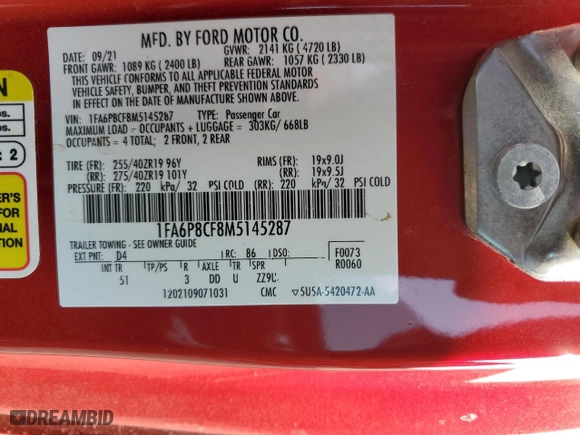 MFD. BY FORD MOTOR CO.
DATE: 09/21 GVWR: 2141 KG ( 4720 LB)
FRONT GAWR: 1089 KG ( 2400 LB) REAR GAWR: 1057 KG ( 2330 LB)
THIS VEHICLE CONFORMS TO ALL APPLICABLE FEDERAL MOTOR
VEHICLE SAFETY, BUMPER, AND THEFT PREVENTION STANDARDS
IN EFFECT ON THE DATE OF MANUFACTURE SHOWN ABOVE.
VIN: 1FA6P8CF8M5145287 TYPE: Passenger Car
MAXIMUM LOAD = OCCUPANTS + LUGGAGE = 303KG/ 668LB
OCCUPANTS = 4 TOTAL; 2 FRONT, 2 REAR
TIRE (FR): 255/40ZR19 96Y RIMS (FR): 19x9.0J
(RR): 275/40ZR19 101Y (RR): 19x9.5J
PRESSURE (FR): 220 kPa/ 32 PSI COLD (RR): 220 kPa/ 32 PSI COLD
1FA6P8CF8M5145287
TRAILER TOWING - SEE OWNER GUIDE
EXT PNT: D4 RC: 86 DSO: F0073
R0060
INT TR TP/PS R AXLE TR SPR
51 3 DD U
1202109071031 CMC 5U5A-5420472-AA
N
os.
os.
: 2
ER'S
FOR
NAL
ON
DREAMBID